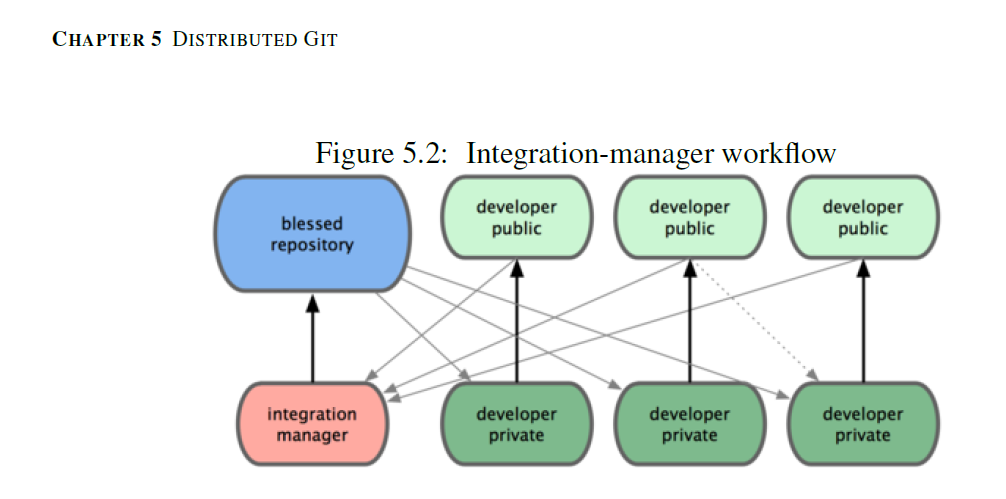 CHAPTER 5 DISTRIBUTED GIT
Figure 5.2: Integration-manager workflow
blessed
repository
developer
public
developer
public
developer
public
integration
manager
developer
private
developer
private
developer
private